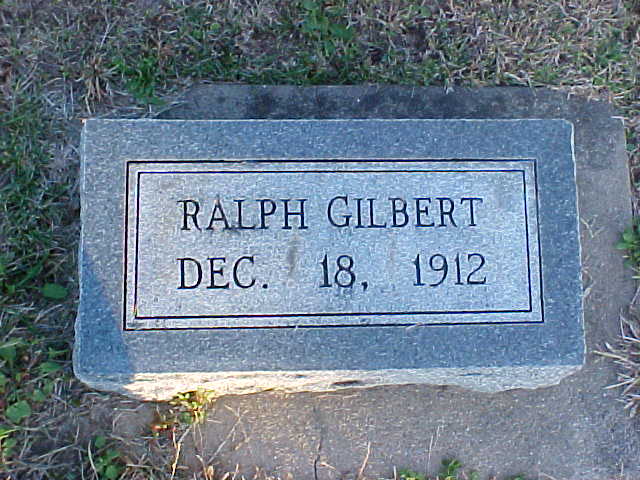 RALPH GILBERT
DEC. 18, 1912